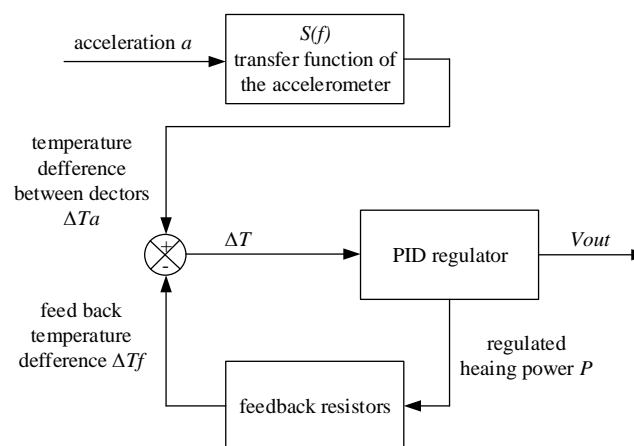 acceleration a
S(f)
transfer function of
the accelerometer
temperature
defference
between dectors
ΔTa
+
-
ΔT
PID regulator
Vout
feed back
temperature
defference ΔTf
feedback resistors
regulated
heaing power P